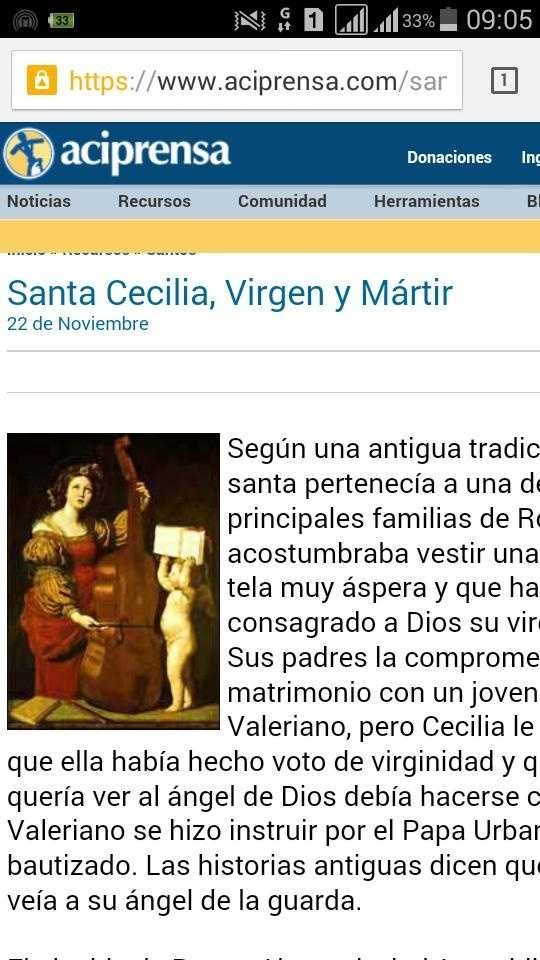 33
G
1
33%
09:05
https://www.aciprensa.com/sar
1
aciprensa
Donaciones Ing
Noticias Recursos Comunidad Herramientas Bl
Inicio » Recursos » Santos
Santa Cecilia, Virgen y Mártir
22 de Noviembre
Según una antigua tradic
santa pertenecía a una de
principales familias de Ro
acostumbraba vestir una
tela muy áspera y que ha
consagrado a Dios su virg
Sus padres la comprome
matrimonio con un joven
Valeriano, pero Cecilia le
que ella había hecho voto de virginidad y q
quería ver al ángel de Dios debía hacerse c
Valeriano se hizo instruir por el Papa Urban
bautizado. Las historias antiguas dicen que
veía a su ángel de la guarda.